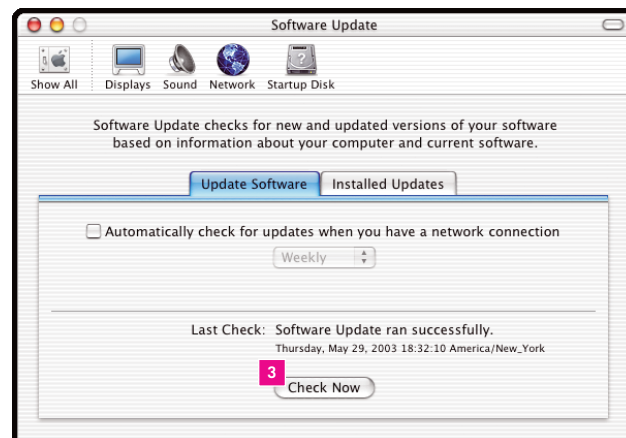 Software Update
Show All Displays Sound Network Startup Disk
Software Update checks for new and updated versions of your software
based on information about your computer and current software.
Update Software Installed Updates
Automatically check for updates when you have a network connection
Weekly
Last Check: Software Update ran successfully.
Thursday, May 29, 2003 18:32:10 America/New_York
3
Check Now